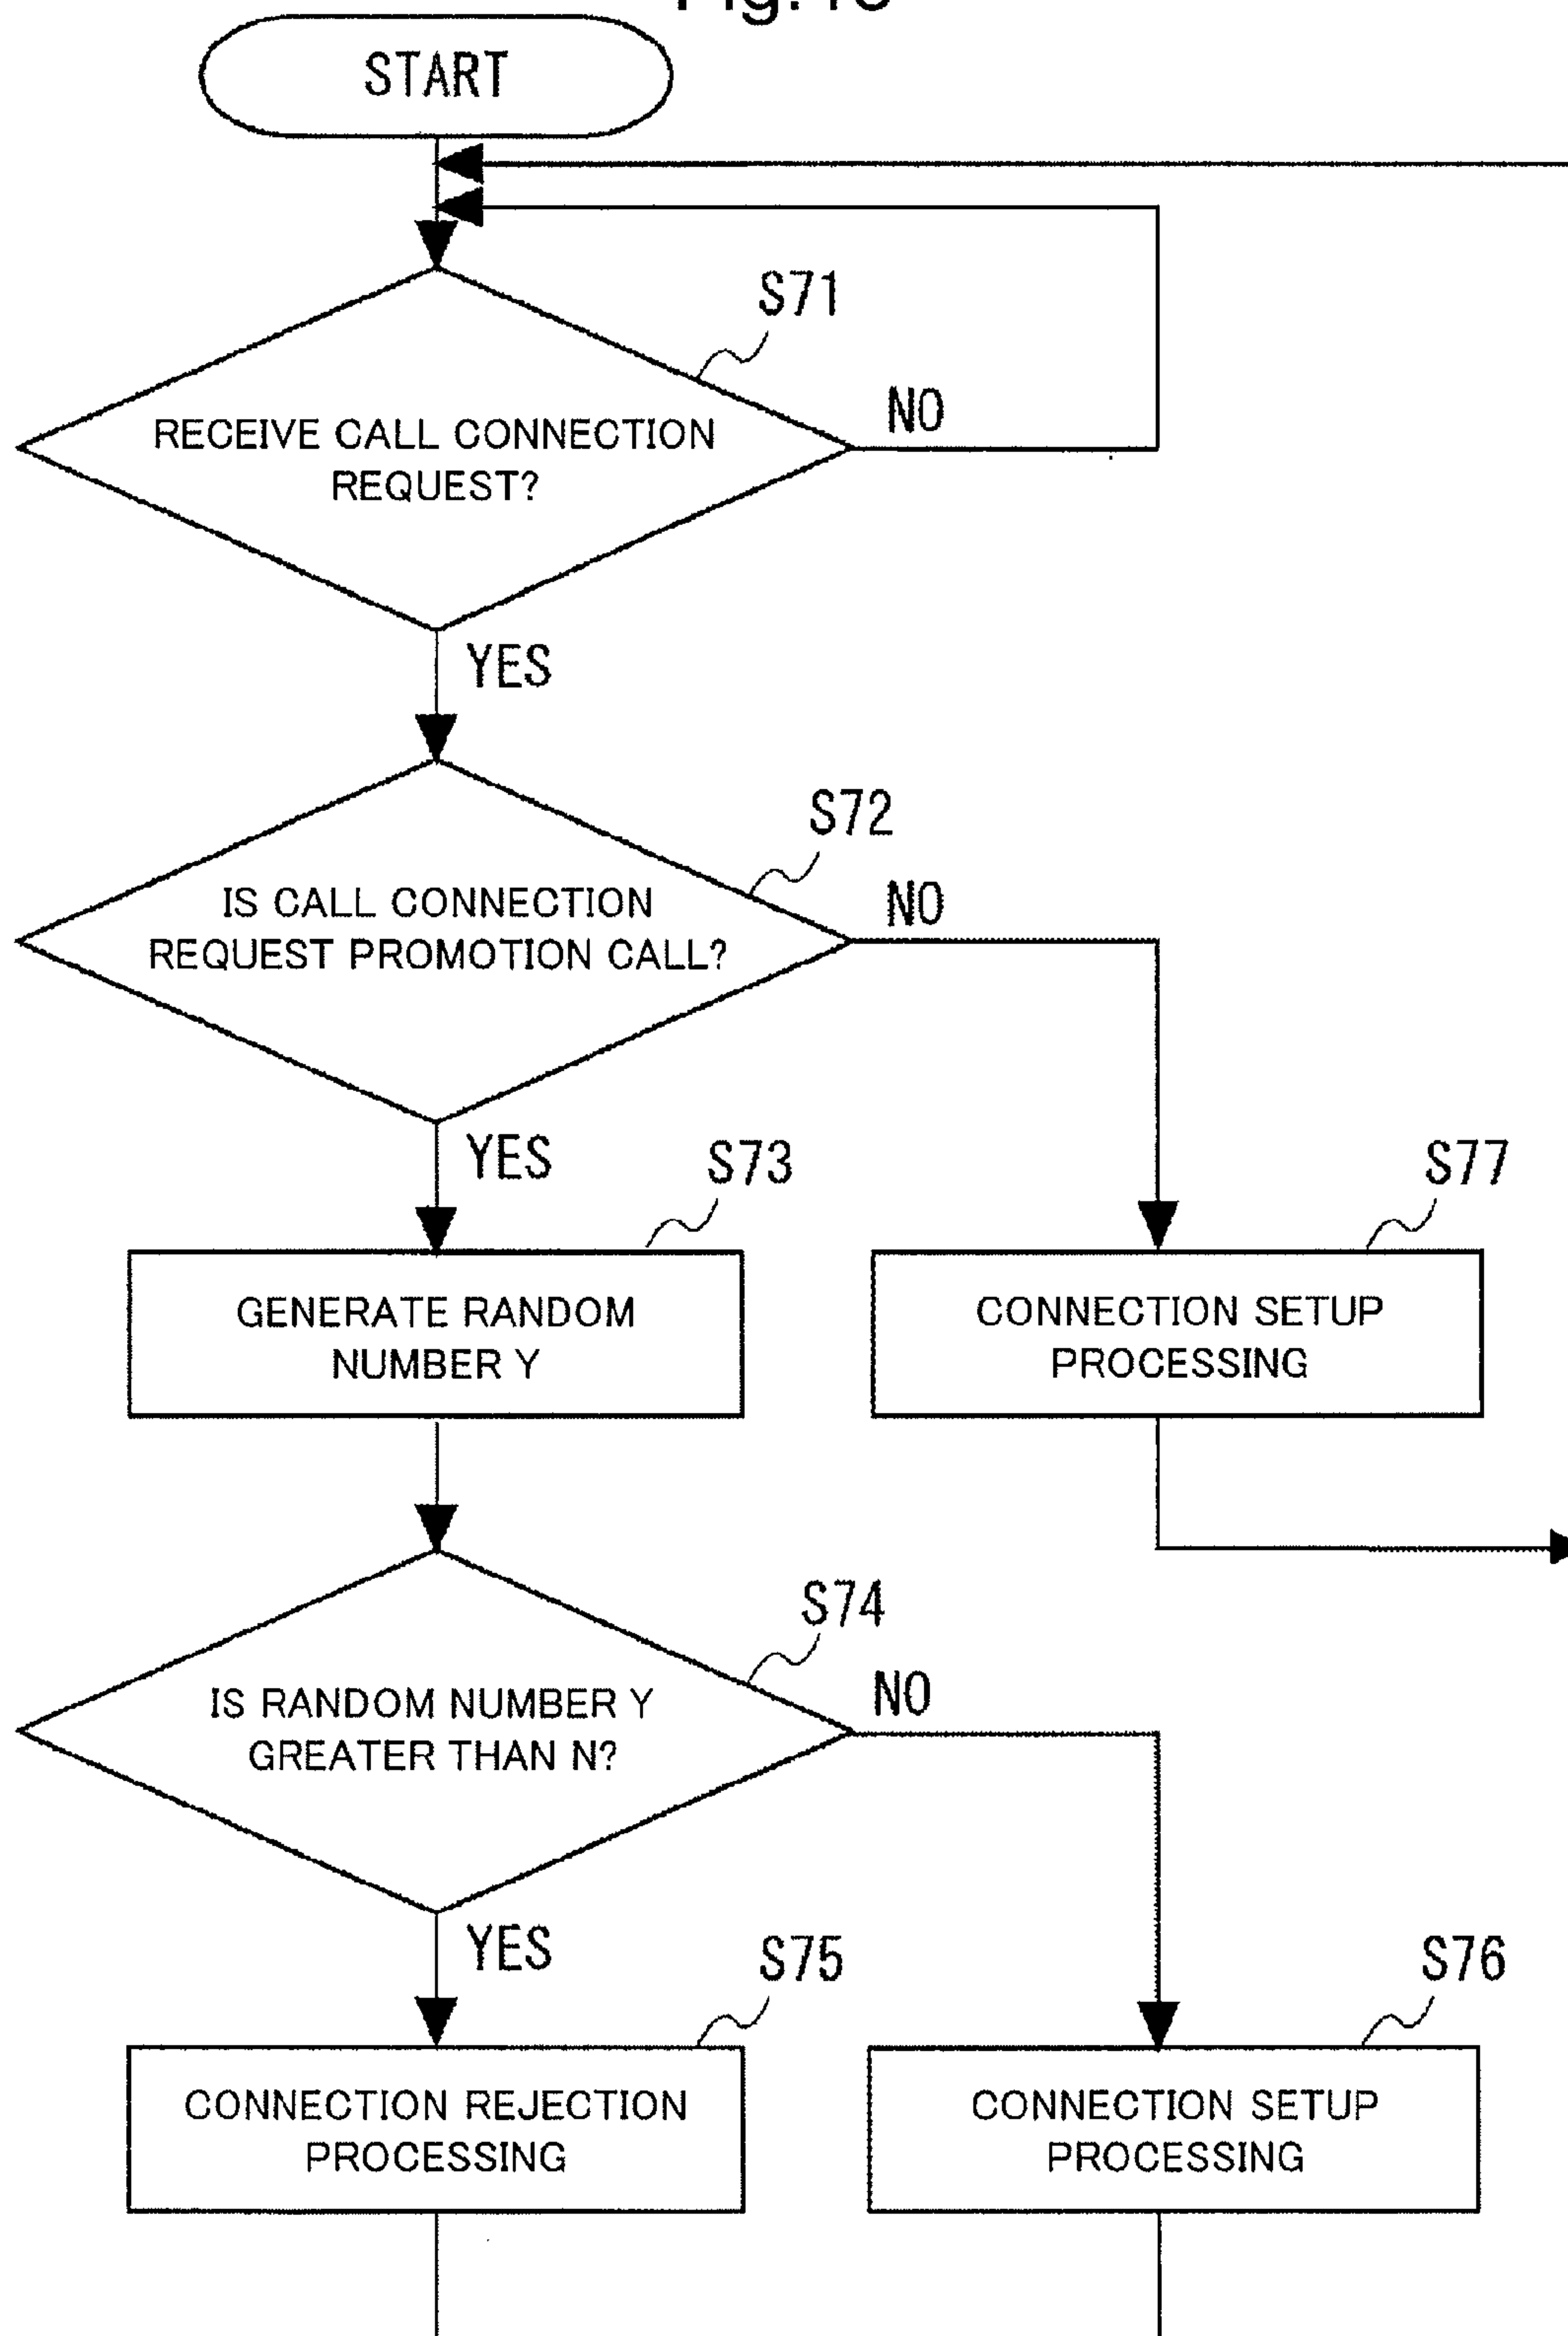 START
S71
RECEIVE CALL CONNECTION
REQUEST?
NO
YES
S72
IS CALL CONNECTION
REQUEST PROMOTION CALL?
NO
YES
S73
S77
GENERATE RANDOM
NUMBER Y
CONNECTION SETUP
PROCESSING
S74
IS RANDOM NUMBER Y
GREATER THAN N?
NO
YES
S75
S76
CONNECTION REJECTION
PROCESSING
CONNECTION SETUP
PROCESSING